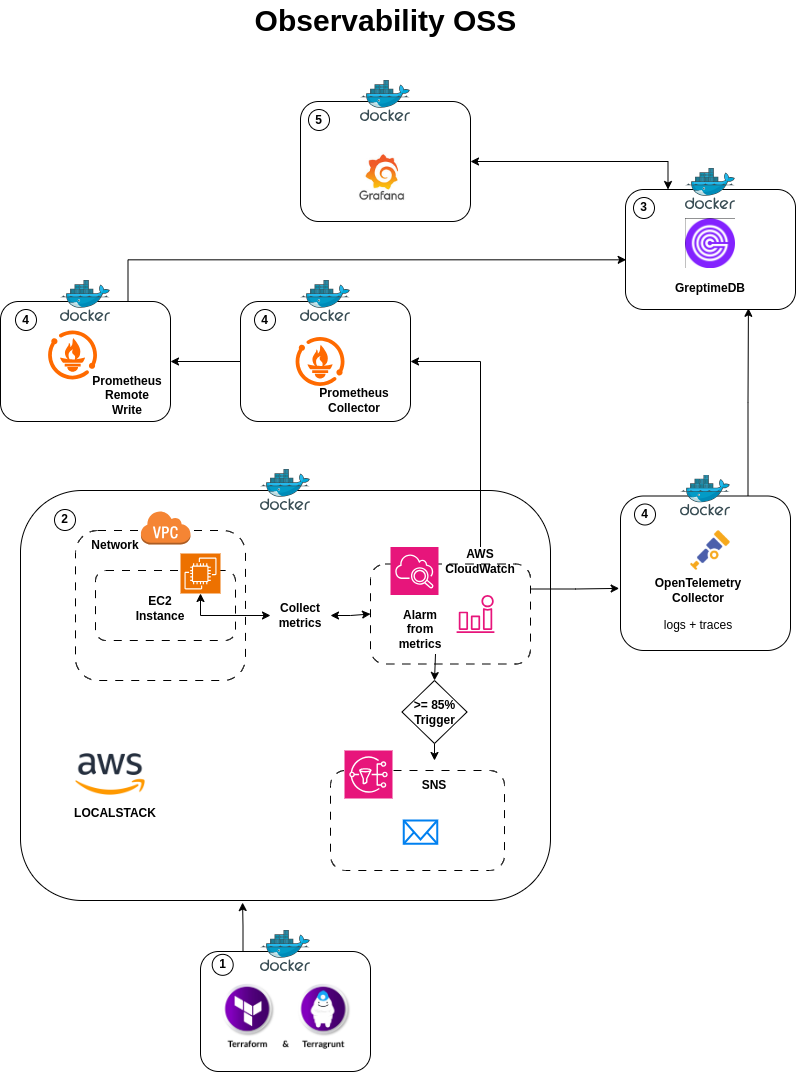 Observability OSS
docker
5
Grafana
docker
3
GreptimeDB
docker
4
Prometheus
Remote
Write
docker
4
Prometheus
Collector
docker
2
VPC
Network
EC2
Instance
Collect
metrics
AWS
CloudWatch
Alarm
from
metrics
>= 85%
Trigger
SNS
aws
LOCALSTACK
docker
4
OpenTelemetry
Collector
logs + traces
docker
1
Terraform & Terragrunt